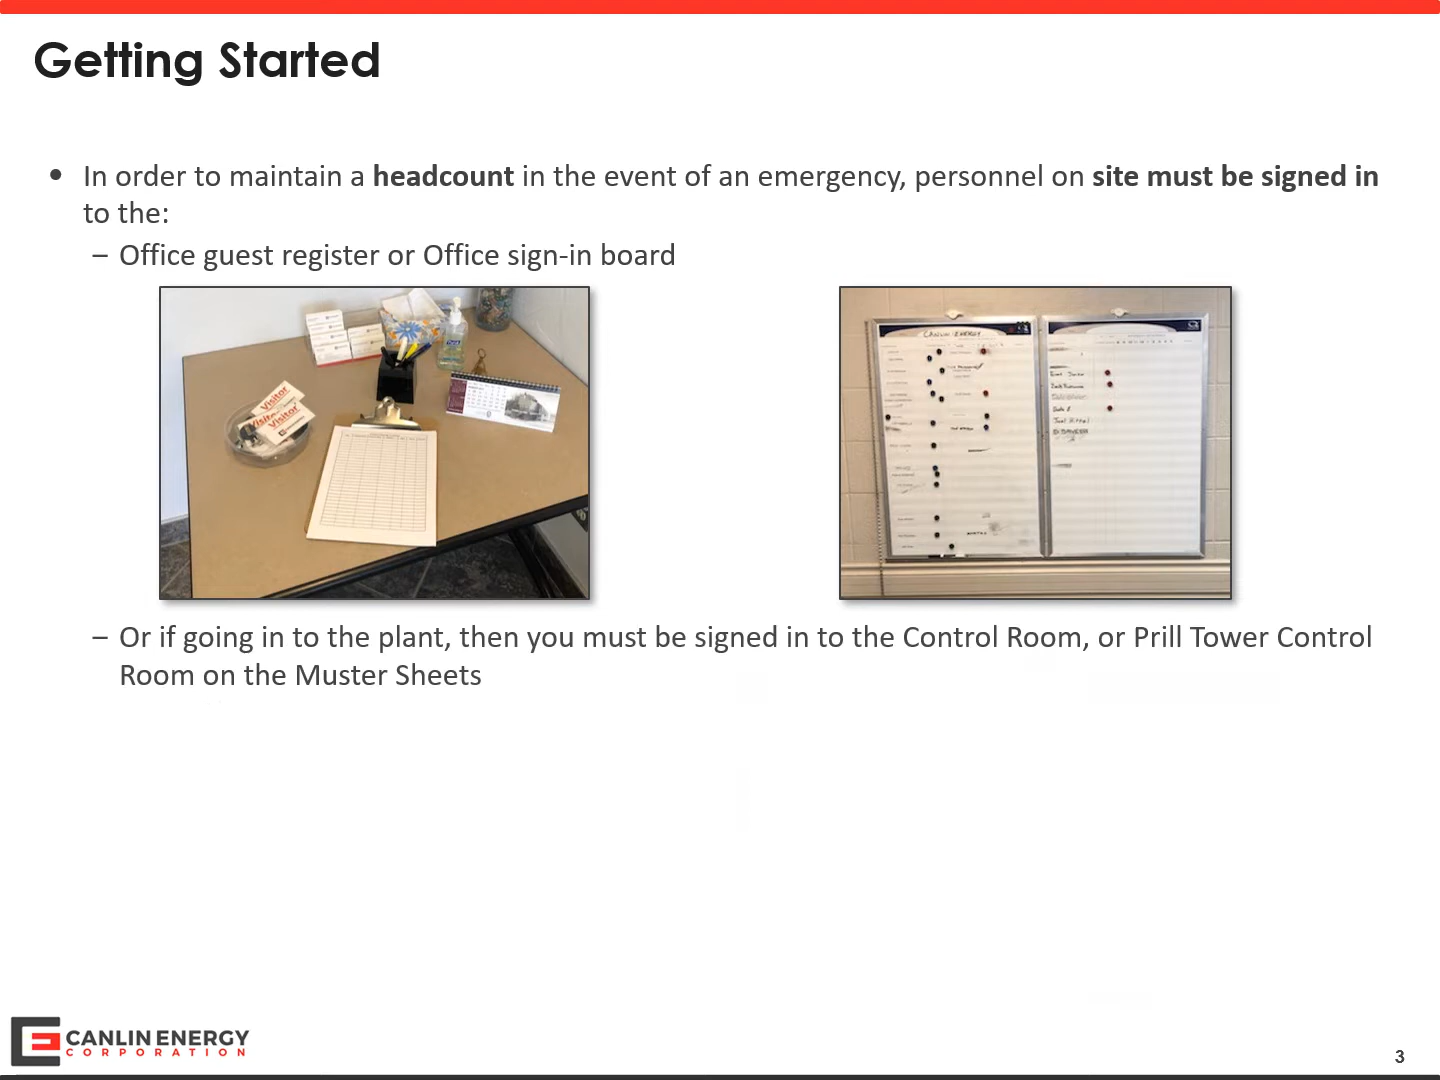 Getting Started
• In order to maintain a headcount in the event of an emergency, personnel on site must be signed in
to the:
– Office guest register or Office sign-in board
Visitor
Visitor
CANLIN ENERGY
– Or if going in to the plant, then you must be signed in to the Control Room, or Prill Tower Control
Room on the Muster Sheets
CANLIN ENERGY
CORPORATION
3